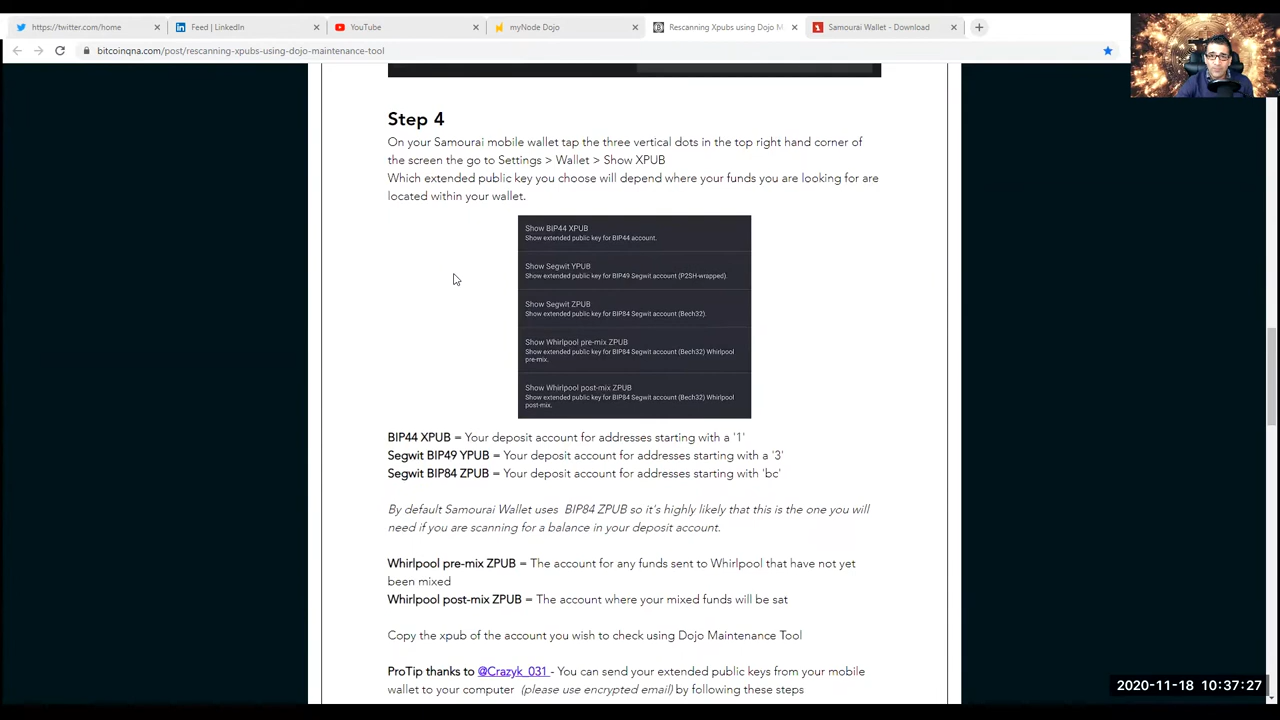 https://twitter.com/home
Feed | LinkedIn
YouTube
myNode Dojo
Rescanning Xpubs using Dojo M
Samourai Wallet - Download
bitcoinqna.com/post/rescanning-xpubs-using-dojo-maintenance-tool
Step 4
On your Samourai mobile wallet tap the three vertical dots in the top right hand corner of
the screen the go to Settings > Wallet > Show XPUB
Which extended public key you choose will depend where your funds you are looking for are
located within your wallet.
Show BIP44 XPUB
Show extended public key for BIP44 account.
Show Segwit YPUB
Show extended public key for BIP49 Segwit account (P2SH-wrapped).
Show Segwit ZPUB
Show extended public key for BIP84 Segwit account (Bech32).
Show Whirlpool pre-mix ZPUB
Show extended public key for BIP84 Segwit account (Bech32) Whirlpool
pre-mix.
Show Whirlpool post-mix ZPUB
Show extended public key for BIP84 Segwit account (Bech32) Whirlpool
post-mix.
BIP44 XPUB = Your deposit account for addresses starting with a '1'
Segwit BIP49 YPUB = Your deposit account for addresses starting with a '3'
Segwit BIP84 ZPUB = Your deposit account for addresses starting with 'bc'
By default Samourai Wallet uses BIP84 ZPUB so it's highly likely that this is the one you will
need if you are scanning for a balance in your deposit account.
Whirlpool pre-mix ZPUB = The account for any funds sent to Whirlpool that have not yet
been mixed
Whirlpool post-mix ZPUB = The account where your mixed funds will be sat
Copy the xpub of the account you wish to check using Dojo Maintenance Tool
ProTip thanks to @Crazyk_031 - You can send your extended public keys from your mobile
wallet to your computer (please use encrypted email) by following these steps
2020-11-18 10:37:27